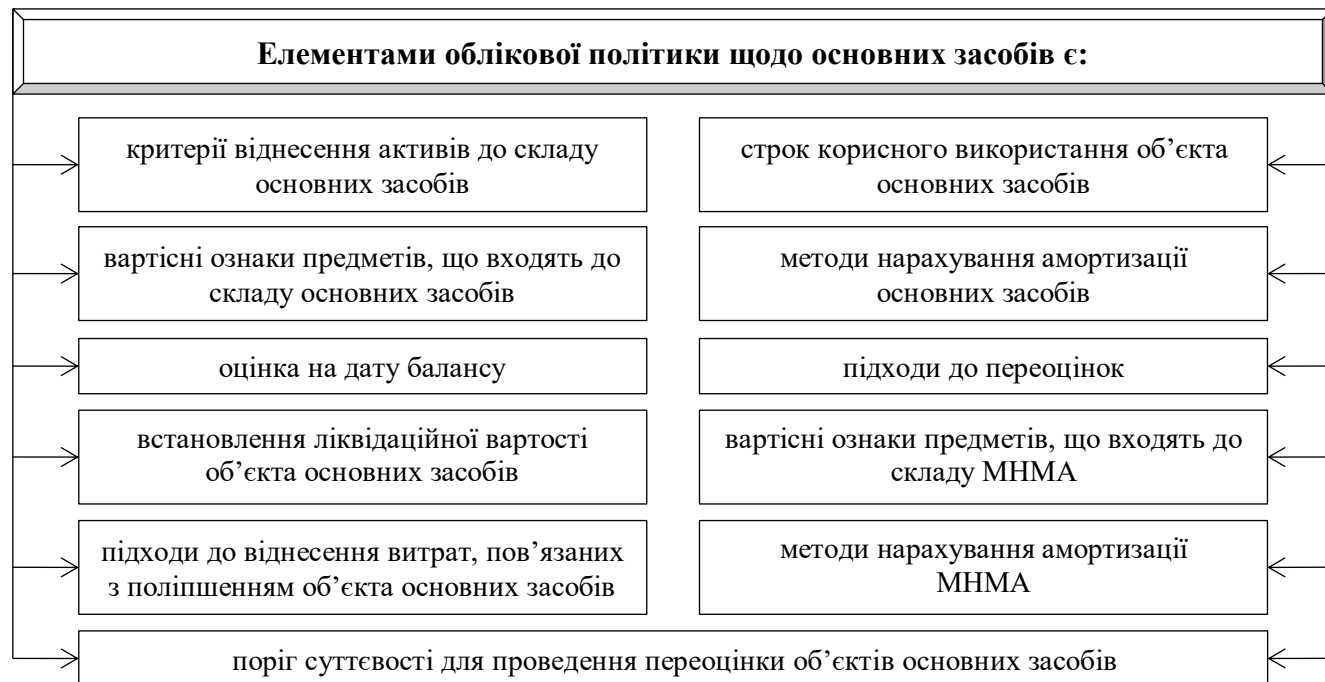 Елементами облікової політики щодо основних засобів є:
критерії віднесення активів до складу
основних засобів
строк корисного використання об’єкта
основних засобів
вартісні ознаки предметів, що входять до
складу основних засобів
методи нарахування амортизації
основних засобів
оцінка на дату балансу
підходи до переоцінок
встановлення ліквідаційної вартості
об’єкта основних засобів
вартісні ознаки предметів, що входять до
складу МНМА
підходи до віднесення витрат, пов’язаних
з поліпшенням об’єкта основних засобів
методи нарахування амортизації
МНМА
поріг суттєвості для проведення переоцінки об’єктів основних засобів